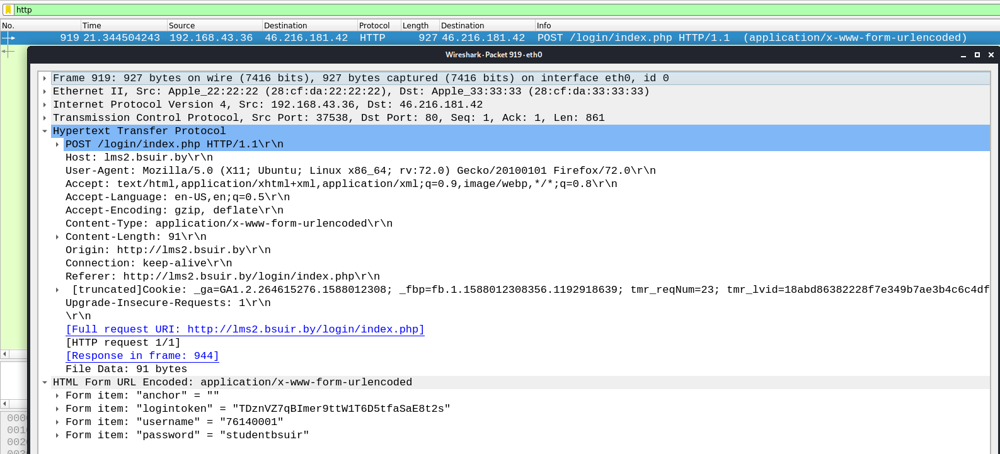 http
No. Time Source Destination Protocol Length Destination Info
919 21.344504243 192.168.43.36 46.216.181.42 HTTP 927 46.216.181.42 POST /login/index.php HTTP/1.1 (application/x-www-form-urlencoded)
Wireshark · Packet 919 · eth0
Frame 919: 927 bytes on wire (7416 bits), 927 bytes captured (7416 bits) on interface eth0, id 0
Ethernet II, Src: Apple_22:22:22 (28:cf:da:22:22:22), Dst: Apple_33:33:33 (28:cf:da:33:33:33)
Internet Protocol Version 4, Src: 192.168.43.36, Dst: 46.216.181.42
Transmission Control Protocol, Src Port: 37538, Dst Port: 80, Seq: 1, Ack: 1, Len: 861
Hypertext Transfer Protocol
POST /login/index.php HTTP/1.1\r\n
Host: lms2.bsuir.by\r\n
User-Agent: Mozilla/5.0 (X11; Ubuntu; Linux x86_64; rv:72.0) Gecko/20100101 Firefox/72.0\r\n
Accept: text/html,application/xhtml+xml,application/xml;q=0.9,image/webp,*/*;q=0.8\r\n
Accept-Language: en-US,en;q=0.5\r\n
Accept-Encoding: gzip, deflate\r\n
Content-Type: application/x-www-form-urlencoded\r\n
Content-Length: 91\r\n
Origin: http://lms2.bsuir.by\r\n
Connection: keep-alive\r\n
Referer: http://lms2.bsuir.by/login/index.php\r\n
[truncated]Cookie: _ga=GA1.2.264615276.1588012308; _fbp=fb.1.1588012308356.1192918639; tmr_reqNum=23; tmr_lvid=18abd86382228f7e349b7ae3b4c6c4df
Upgrade-Insecure-Requests: 1\r\n
\r\n
[Full request URI: http://lms2.bsuir.by/login/index.php]
[HTTP request 1/1]
[Response in frame: 944]
File Data: 91 bytes
HTML Form URL Encoded: application/x-www-form-urlencoded
Form item: "anchor" = ""
Form item: "logintoken" = "TDznVZ7qBImer9ttW1T6D5tfaSaE8t2s"
Form item: "username" = "76140001"
Form item: "password" = "studentbsuir"